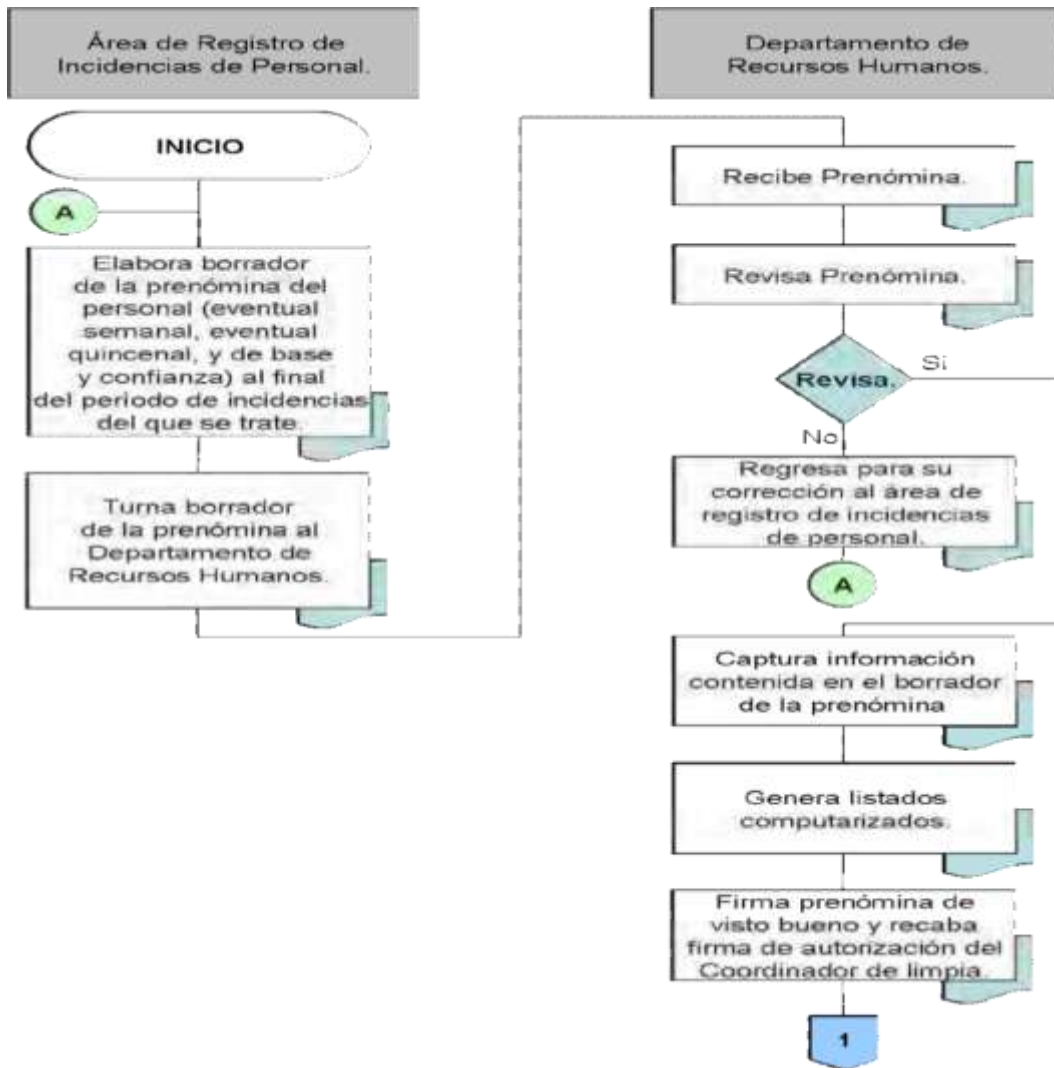 Área de Registro de
Incidencias de Personal.
INICIO
A
Elabora borrador
de la prenómina del
personal (eventual
semanal, eventual
quincenal, y de base
y confianza) al final
del periodo de incidencias
del que se trate.
Turna borrador
de la prenómina al
Departamento de
Recursos Humanos.
Departamento de
Recursos Humanos.
Recibe Prenómina.
Revisa Prenómina.
Revisa.
Si
No
Regresa para su
corrección al área de
registro de incidencias
de personal.
A
Captura información
contenida en el borrador
de la prenómina
Genera listados
computarizados.
Firma prenómina de
visto bueno y recaba
firma de autorización del
Coordinador de limpia.
1